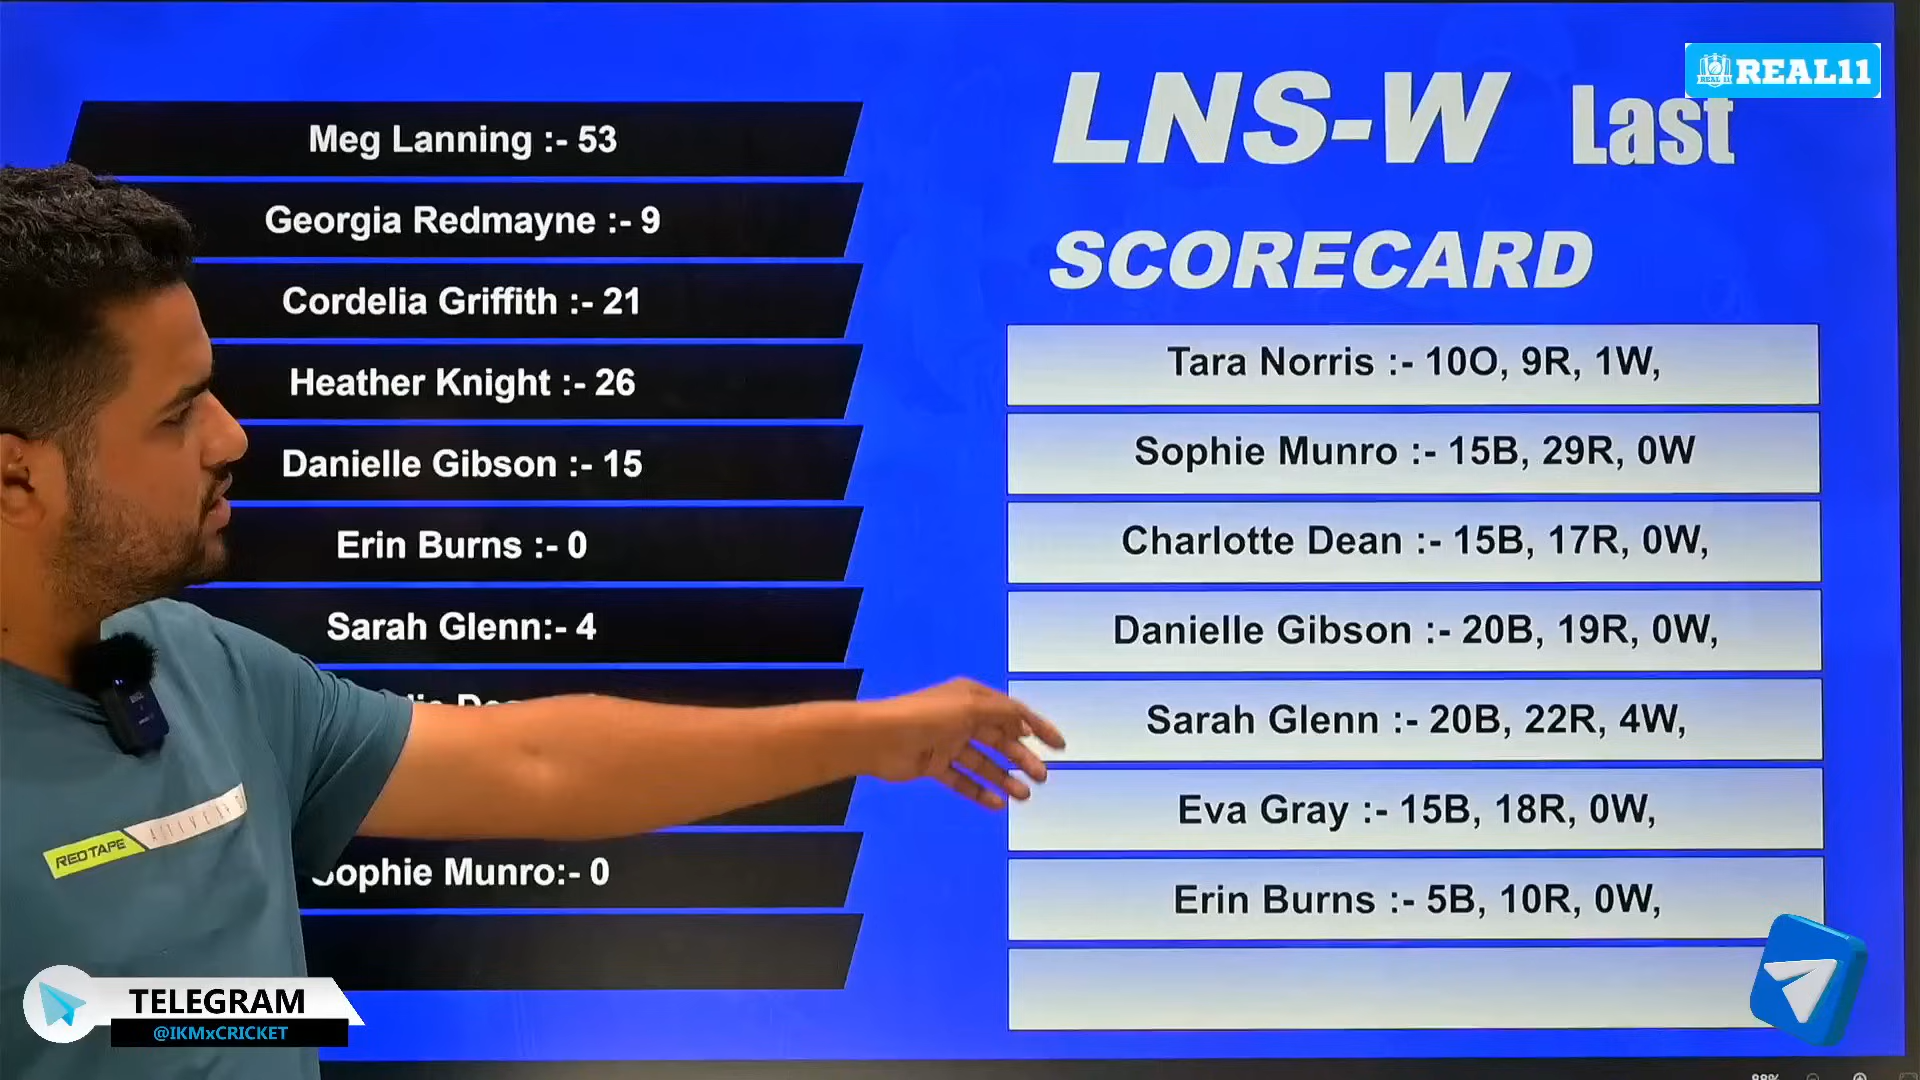 REAL11
LNS-W Last
SCORECARD
Meg Lanning :- 53
Georgia Redmayne :- 9
Cordelia Griffith :- 21
Heather Knight :- 26
Danielle Gibson :- 15
Erin Burns :- 0
Sarah Glenn:- 4
Sophie Munro:- 0
Tara Norris :- 10O, 9R, 1W,
Sophie Munro :- 15B, 29R, 0W
Charlotte Dean :- 15B, 17R, 0W,
Danielle Gibson :- 20B, 19R, 0W,
Sarah Glenn :- 20B, 22R, 4W,
Eva Gray :- 15B, 18R, 0W,
Erin Burns :- 5B, 10R, 0W,
RED TAPE
TELEGRAM
@IKMxCRICKET